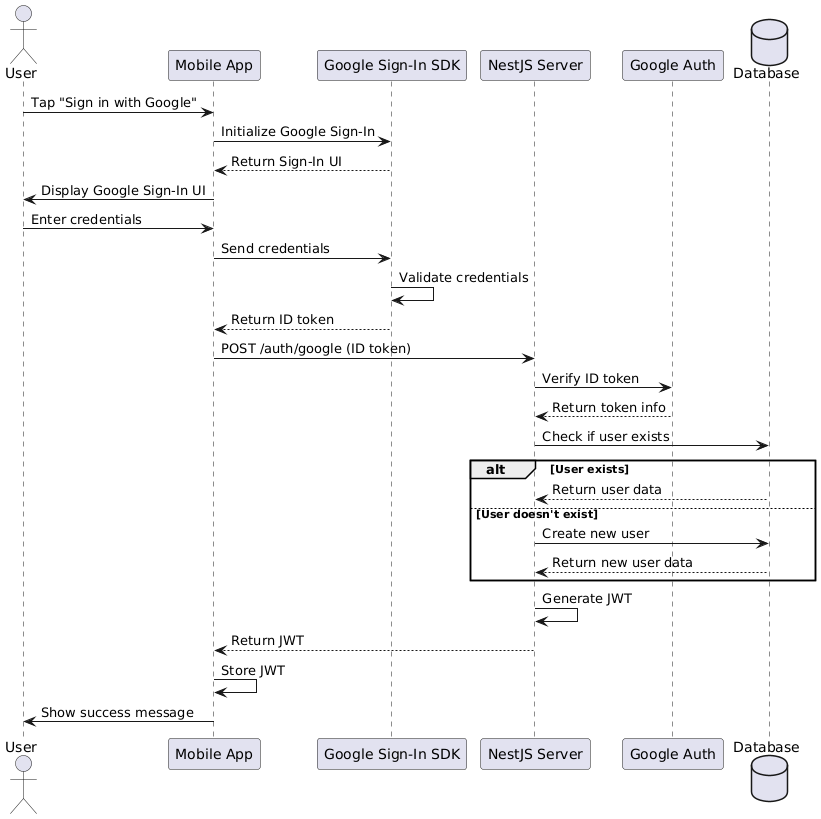 User
Mobile App
Google Sign-In SDK
NestJS Server
Google Auth
Database
Tap "Sign in with Google"
Initialize Google Sign-In
Return Sign-In UI
Display Google Sign-In UI
Enter credentials
Send credentials
Validate credentials
Return ID token
POST /auth/google (ID token)
Verify ID token
Return token info
Check if user exists
alt [User exists]
Return user data
[User doesn't exist]
Create new user
Return new user data
Generate JWT
Return JWT
Store JWT
Show success message
User
Mobile App
Google Sign-In SDK
NestJS Server
Google Auth
Database